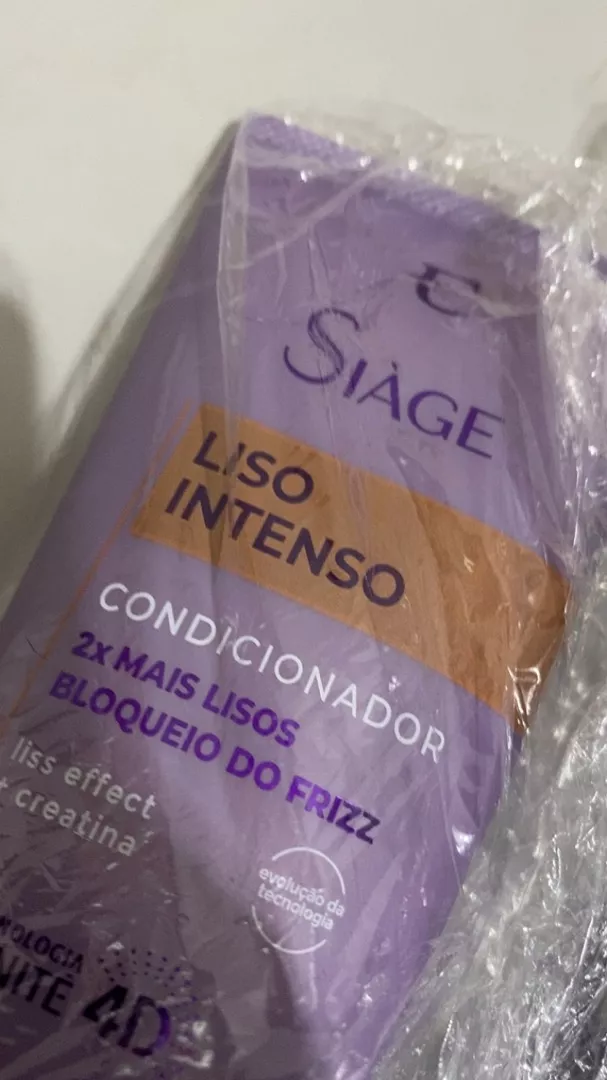 SIÀGE
LISO
INTENSO
CONDICIONADOR
2x MAIS LISOS
BLOQUEIO DO FRIZZ
liss effect
+ creatina
evolução da
tecnologia
4D